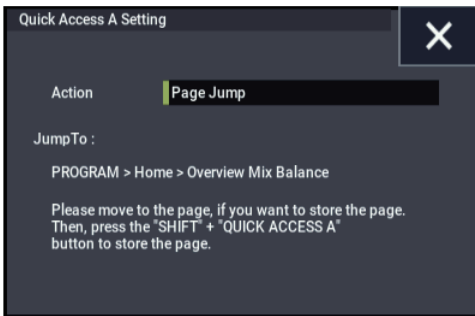 Quick Access A Setting
Action
Page Jump
JumpTo :
PROGRAM > Home > Overview Mix Balance
Please move to the page, if you want to store the page.
Then, press the "SHIFT" + "QUICK ACCESS A"
button to store the page.